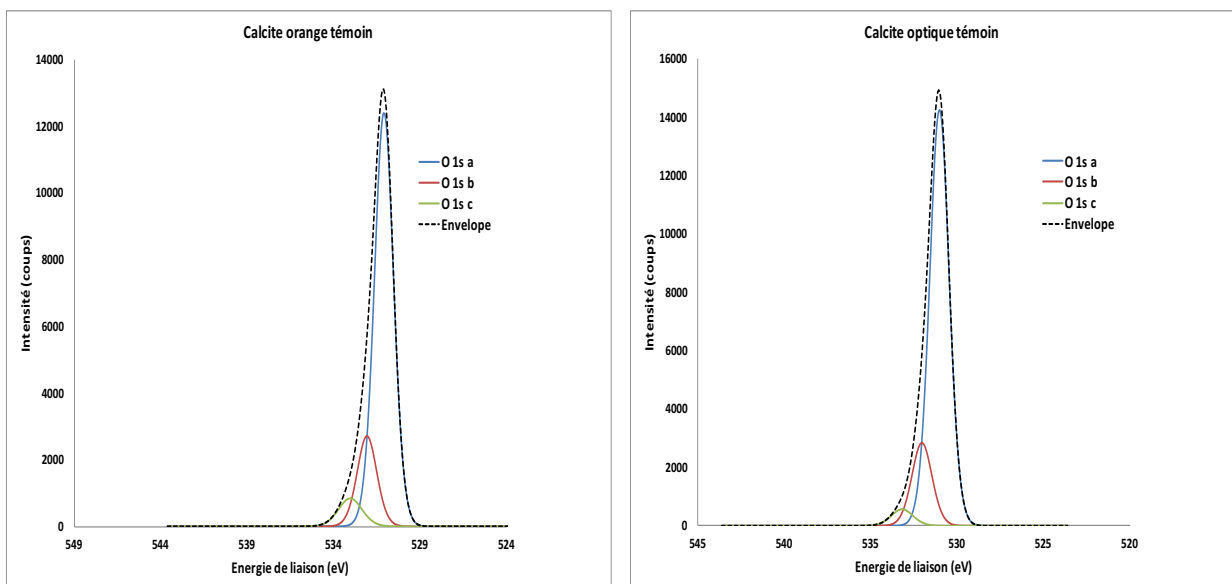 Calcite orange témoin
14000
12000
10000
8000
6000
4000
2000
0
Intensité (coups)
O 1s a
O 1s b
O 1s c
Envelope
549
544
539
534
529
524
Energie de liaison (eV)
Calcite optique témoin
16000
14000
12000
10000
8000
6000
4000
2000
0
Intensité (coups)
O 1s a
O 1s b
O 1s c
Envelope
545
540
535
530
525
520
Energie de liaison (eV)